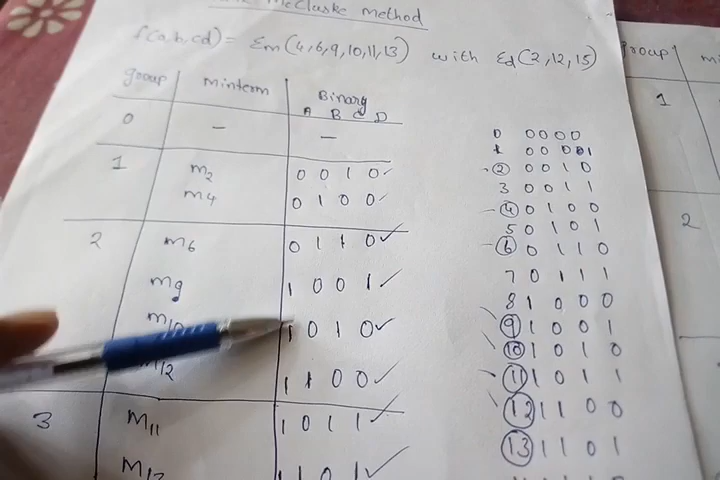 McCluske Method
f(a,b,cd) = Σm(4,6,9,10,11,13) with Σd(2,12,15)
group minterm Binary
A B C D
0 – –
1 m2 0 0 1 0 ✓
m4 0 1 0 0 ✓
2 m6 0 1 1 0 ✓
m9 1 0 0 1 ✓
m10 1 0 1 0 ✓
m12 1 1 0 0 ✓
3 m11 1 0 1 1 ✓
m13 1 1 0 1 ✓
0 0 0 0 0
1 0 0 0 1
2 0 0 1 0
3 0 0 1 1
4 0 1 0 0
5 0 1 0 1
6 0 1 1 0
7 0 1 1 1
8 1 0 0 0
9 1 0 0 1
10 1 0 1 0
11 1 0 1 1
12 1 1 0 0
13 1 1 0 1
group
1
2